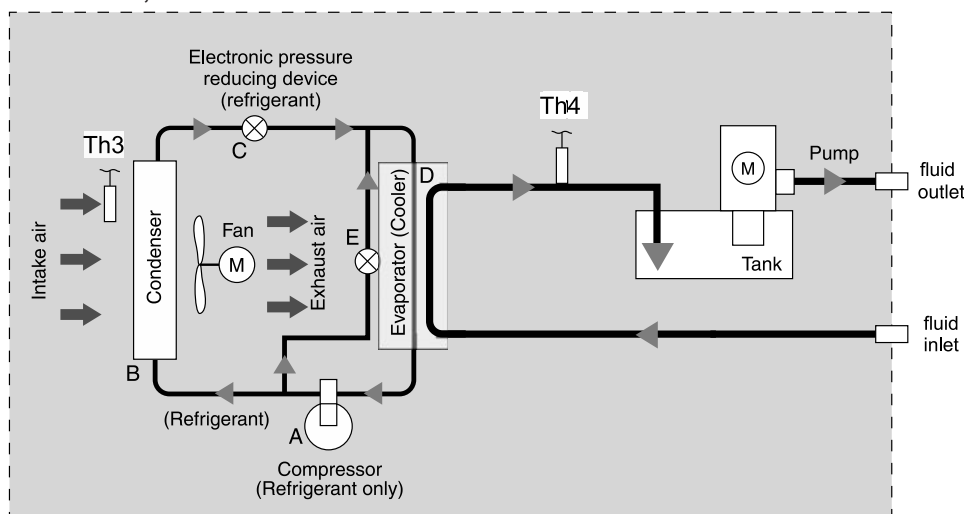 Electronic pressure
reducing device
(refrigerant)
C
Th3
Th4
M
Pump
fluid
outlet
Tank
Intake air
Condenser
Fan
M
Exhaust air
E
D
Evaporator (Cooler)
fluid
inlet
B
(Refrigerant)
A
Compressor
(Refrigerant only)